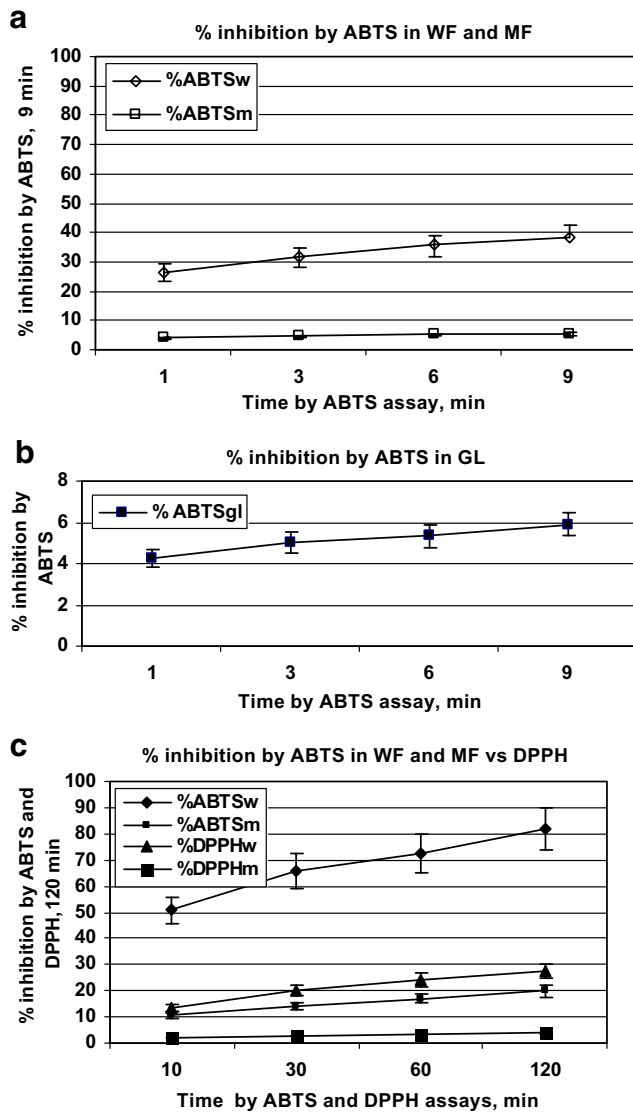 a
% inhibition by ABTS in WF and MF
% inhibition by ABTS, 9 min
100
90
80
70
60
50
40
30
20
10
0
%ABTSw
%ABTSm
1 3 6 9
Time by ABTS assay, min
b
% inhibition by ABTS in GL
% inhibition by
ABTS
8
6
4
2
0
% ABTSgl
1 3 6 9
Time by ABTS assay, min
c
% inhibition by ABTS in WF and MF vs DPPH
% inhibition by ABTS and
DPPH,120 min
100
90
80
70
60
50
40
30
20
10
0
%ABTSw
%ABTSm
%DPPHw
%DPPHm
10 30 60 120
Time by ABTS and DPPH assays, min